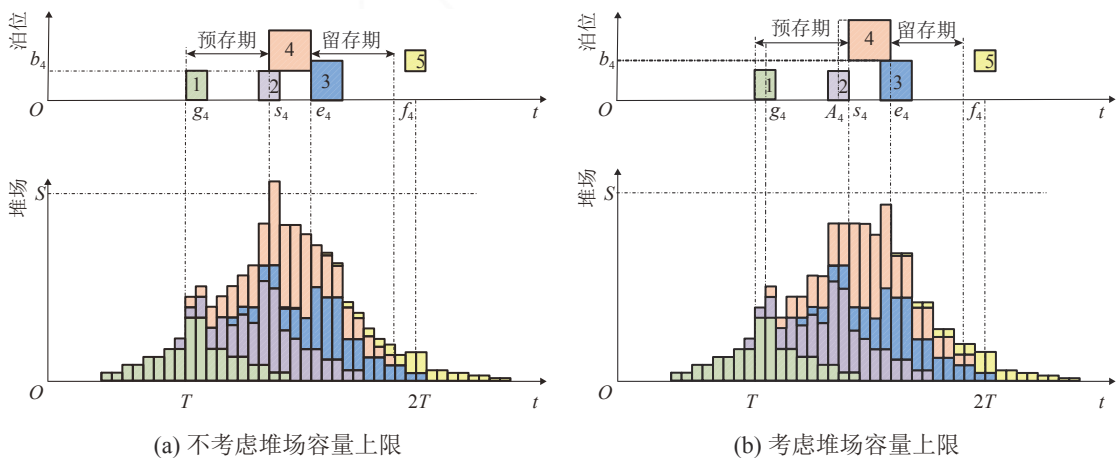 泊位
预存期
留存期
b₄
1
2
3
4
5
O
g₄
s₄
e₄
f₄
t
堆场
S
O
T
2T
t
(a) 不考虑堆场容量上限
泊位
预存期
留存期
b₄
1
2
3
4
5
O
g₄
A₄
s₄
e₄
f₄
t
堆场
S
O
T
2T
t
(b) 考虑堆场容量上限